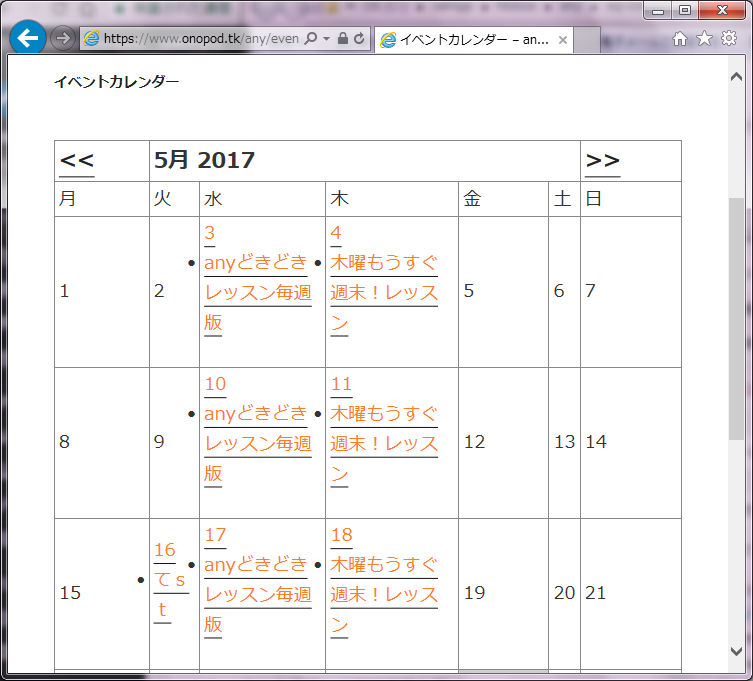 https://www.onopod.tk/any/even
イベントカレンダー – an...
イベントカレンダー
<< 5月 2017 >>
月 火 水 木 金 土 日
1 2
3
anyどきどき
レッスン毎週
版
4
木曜もうすぐ
週末！レッス
ン
5 6 7
8 9
10
anyどきどき
レッスン毎週
版
11
木曜もうすぐ
週末！レッス
ン
12 13 14
15
16
てｓ
ｔ
17
anyどきどき
レッスン毎週
版
18
木曜もうすぐ
週末！レッス
ン
19 20 21